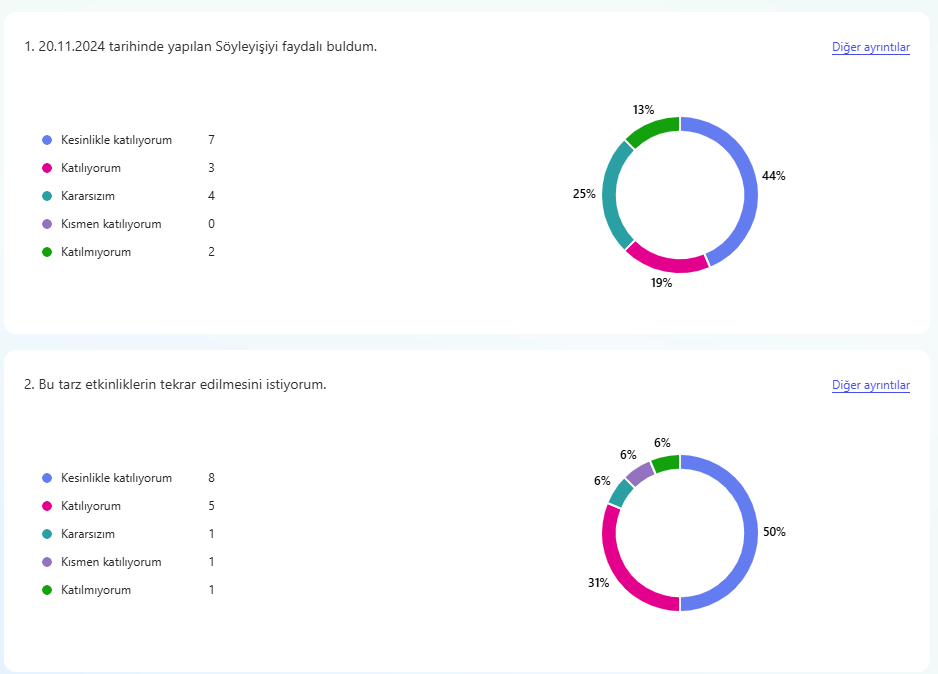 1. 20.11.2024 tarihinde yapılan Söyleyişiyi faydalı buldum.
Diğer ayrıntılar
Kesinlikle katılıyorum 7
Katılıyorum 3
Kararsızım 4
Kısmen katılıyorum 0
Katılmıyorum 2
13%
44%
25%
19%
2. Bu tarz etkinliklerin tekrar edilmesini istiyorum.
Diğer ayrıntılar
Kesinlikle katılıyorum 8
Katılıyorum 5
Kararsızım 1
Kısmen katılıyorum 1
Katılmıyorum 1
6%
6%
6%
50%
31%